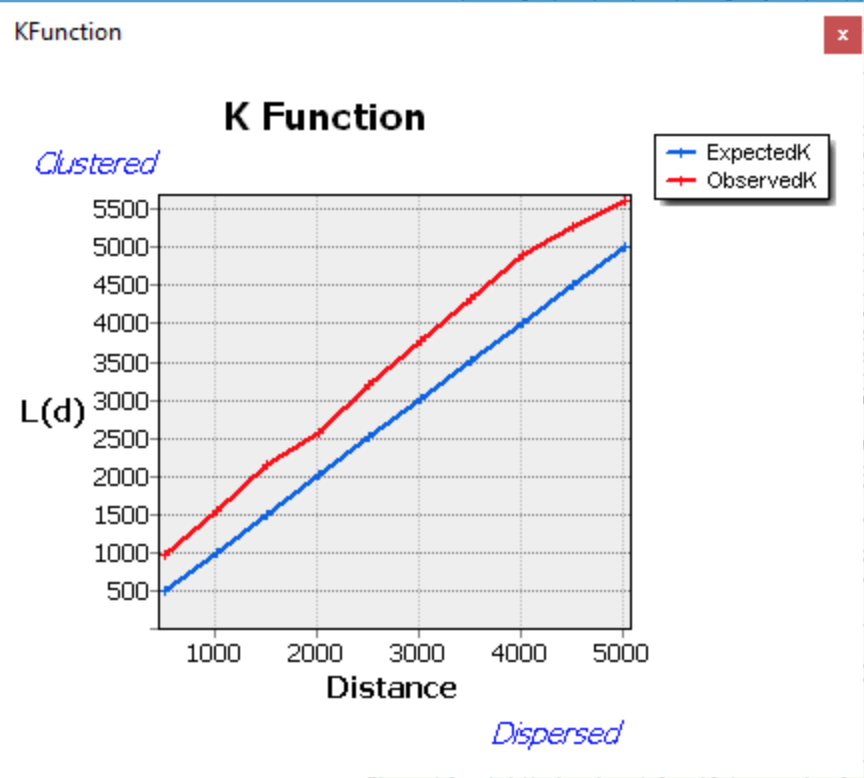 KFunction
x
K Function
Clustered
ExpectedK
ObservedK
5500
5000
4500
4000
3500
3000
2500
2000
1500
1000
500
L(d)
1000 2000 3000 4000 5000
Distance
Dispersed